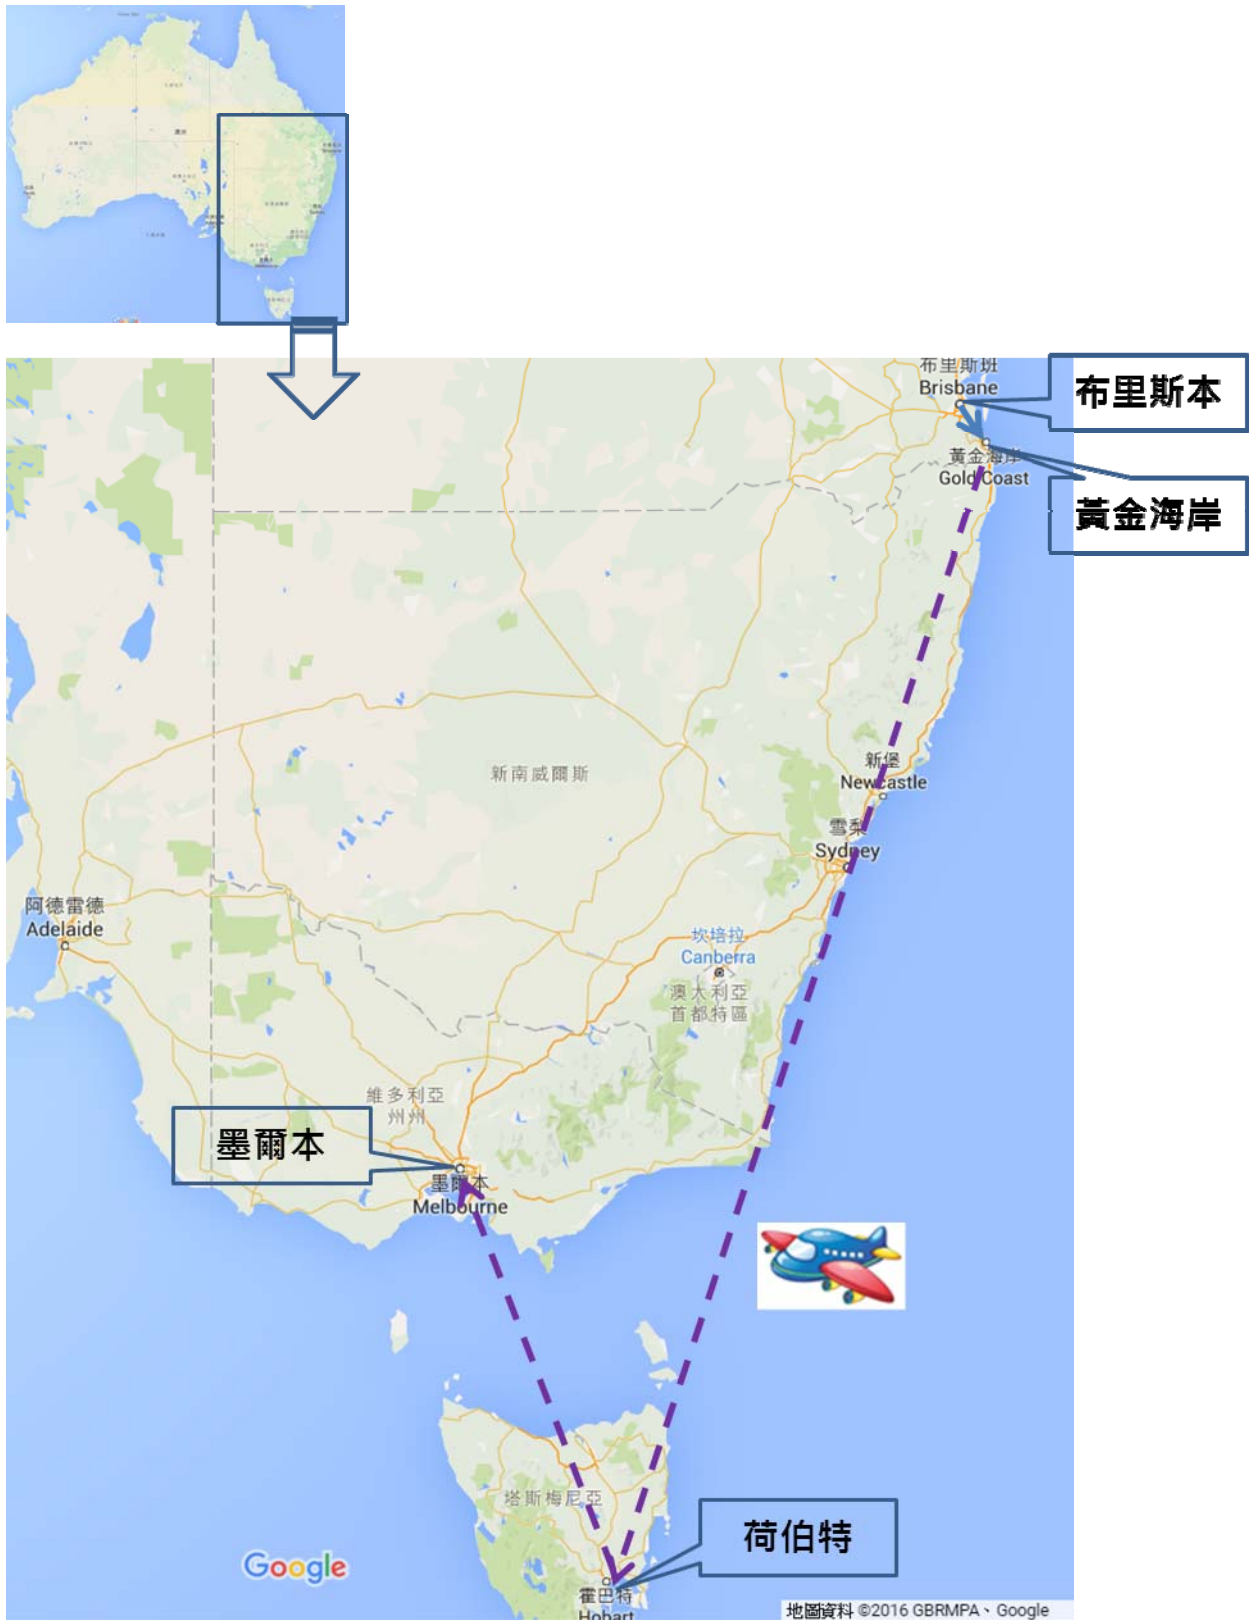 布里斯班
Brisbane
布里斯本
黃金海岸
Gold Coast
黃金海岸
新堡
Newcastle
新南威爾斯
雪梨
Sydney
阿德雷德
Adelaide
坎培拉
Canberra
澳大利亞
首都特區
維多利亞
州州
墨爾本
墨爾本
Melbourne
塔斯梅尼亞
荷伯特
霍巴特
Hobart
Google
地圖資料 ©2016 GBRMPA、Google